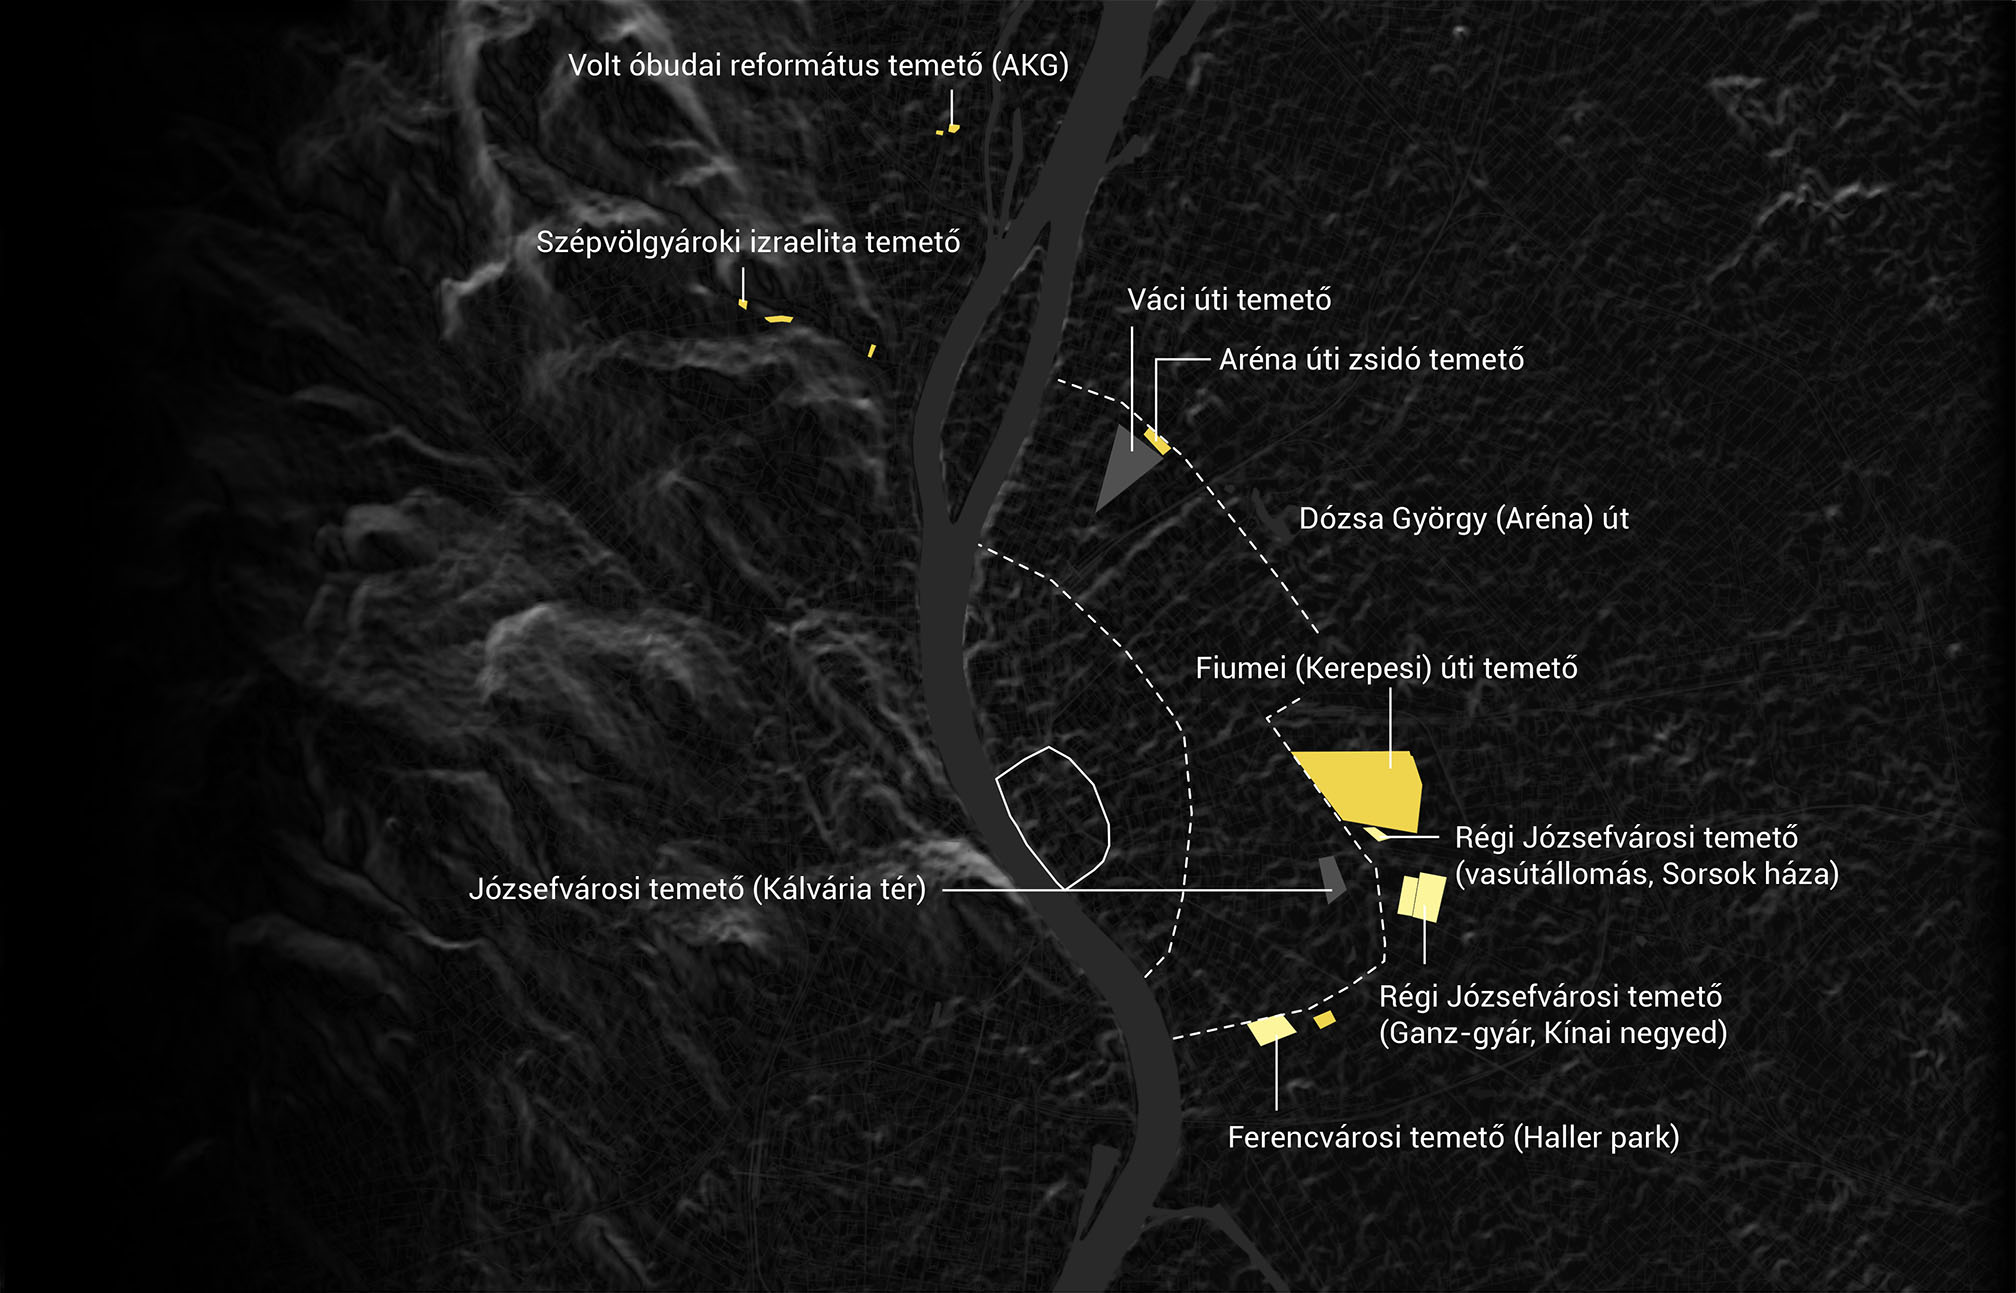 Volt óbudai református temető (AKG)
Szépvölgyároki izraelita temető
Váci úti temető
Aréna úti zsidó temető
Dózsa György (Aréna) út
Fiumei (Kerepesi) úti temető
Régi Józsefvárosi temető
(vasútállomás, Sorsok háza)
Józsefvárosi temető (Kálvária tér)
Régi Józsefvárosi temető
(Ganz-gyár, Kínai negyed)
Ferencvárosi temető (Haller park)